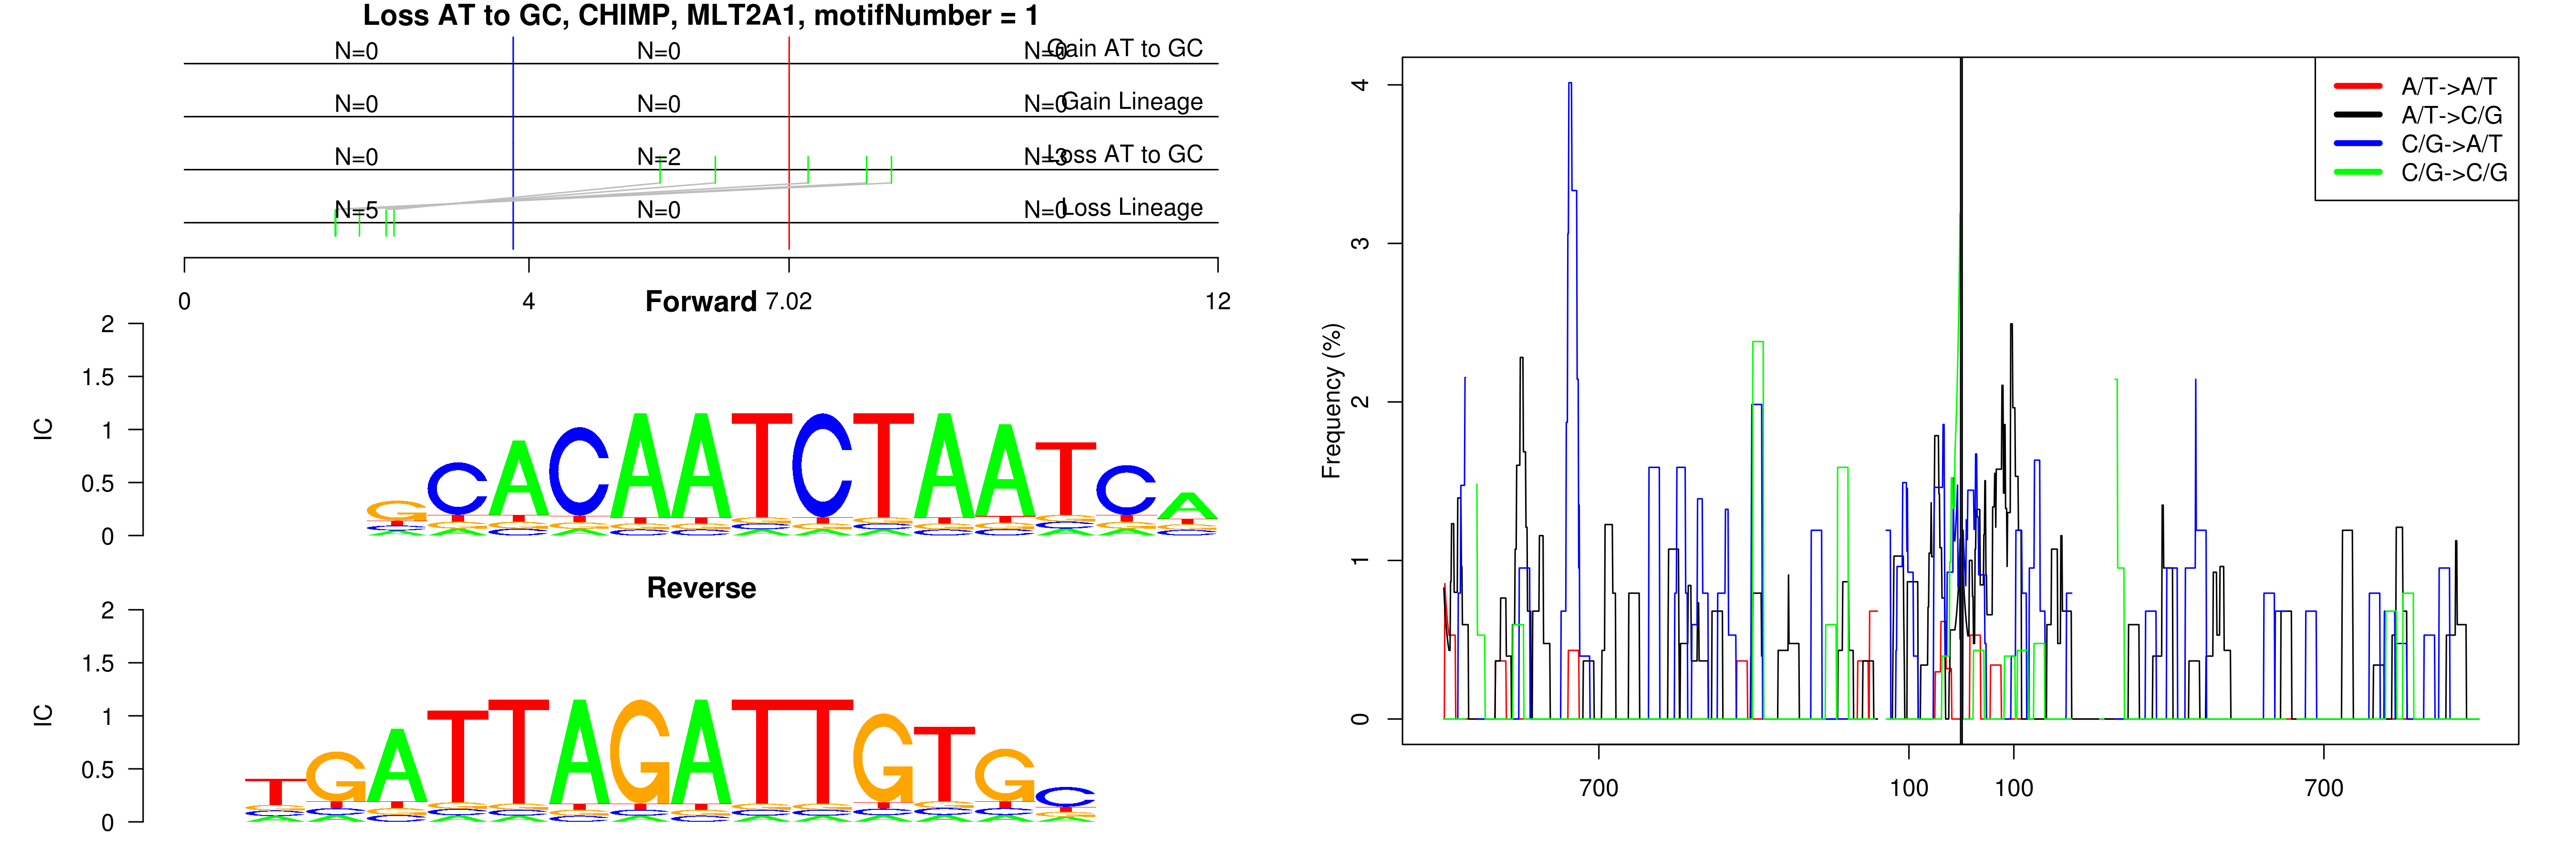 Loss AT to GC, CHIMP, MLT2A1, motifNumber = 1
N=0 N=0 N=0 Gain AT to GC
N=0 N=0 N=0 Gain Lineage
N=0 N=2 N=3 Loss AT to GC
N=5 N=0 N=0 Loss Lineage
0 4 7.02 12
Forward
2
1.5
1
0.5
0
IC
GCACAATCTAATCA
Reverse
2
1.5
1
0.5
0
IC
TGATTAGATTGTGC
4
3
2
1
0
Frequency (%)
A/T->A/T
A/T->C/G
C/G->A/T
C/G->C/G
700 100 100 700